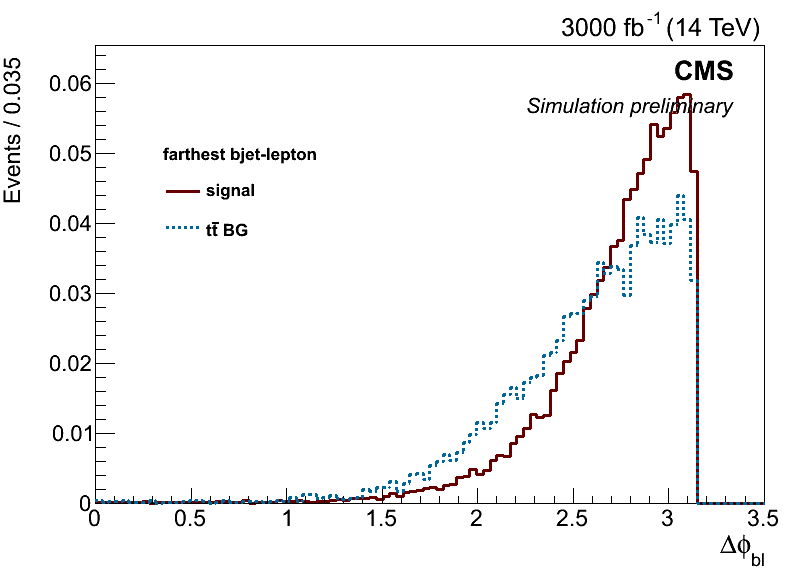 3000 fb⁻¹ (14 TeV)
CMS
Simulation preliminary
Events / 0.035
farthest bjet-lepton
signal
tt̄ BG
0.06
0.05
0.04
0.03
0.02
0.01
0
0 0.5 1 1.5 2 2.5 3 3.5
Δϕ_bl